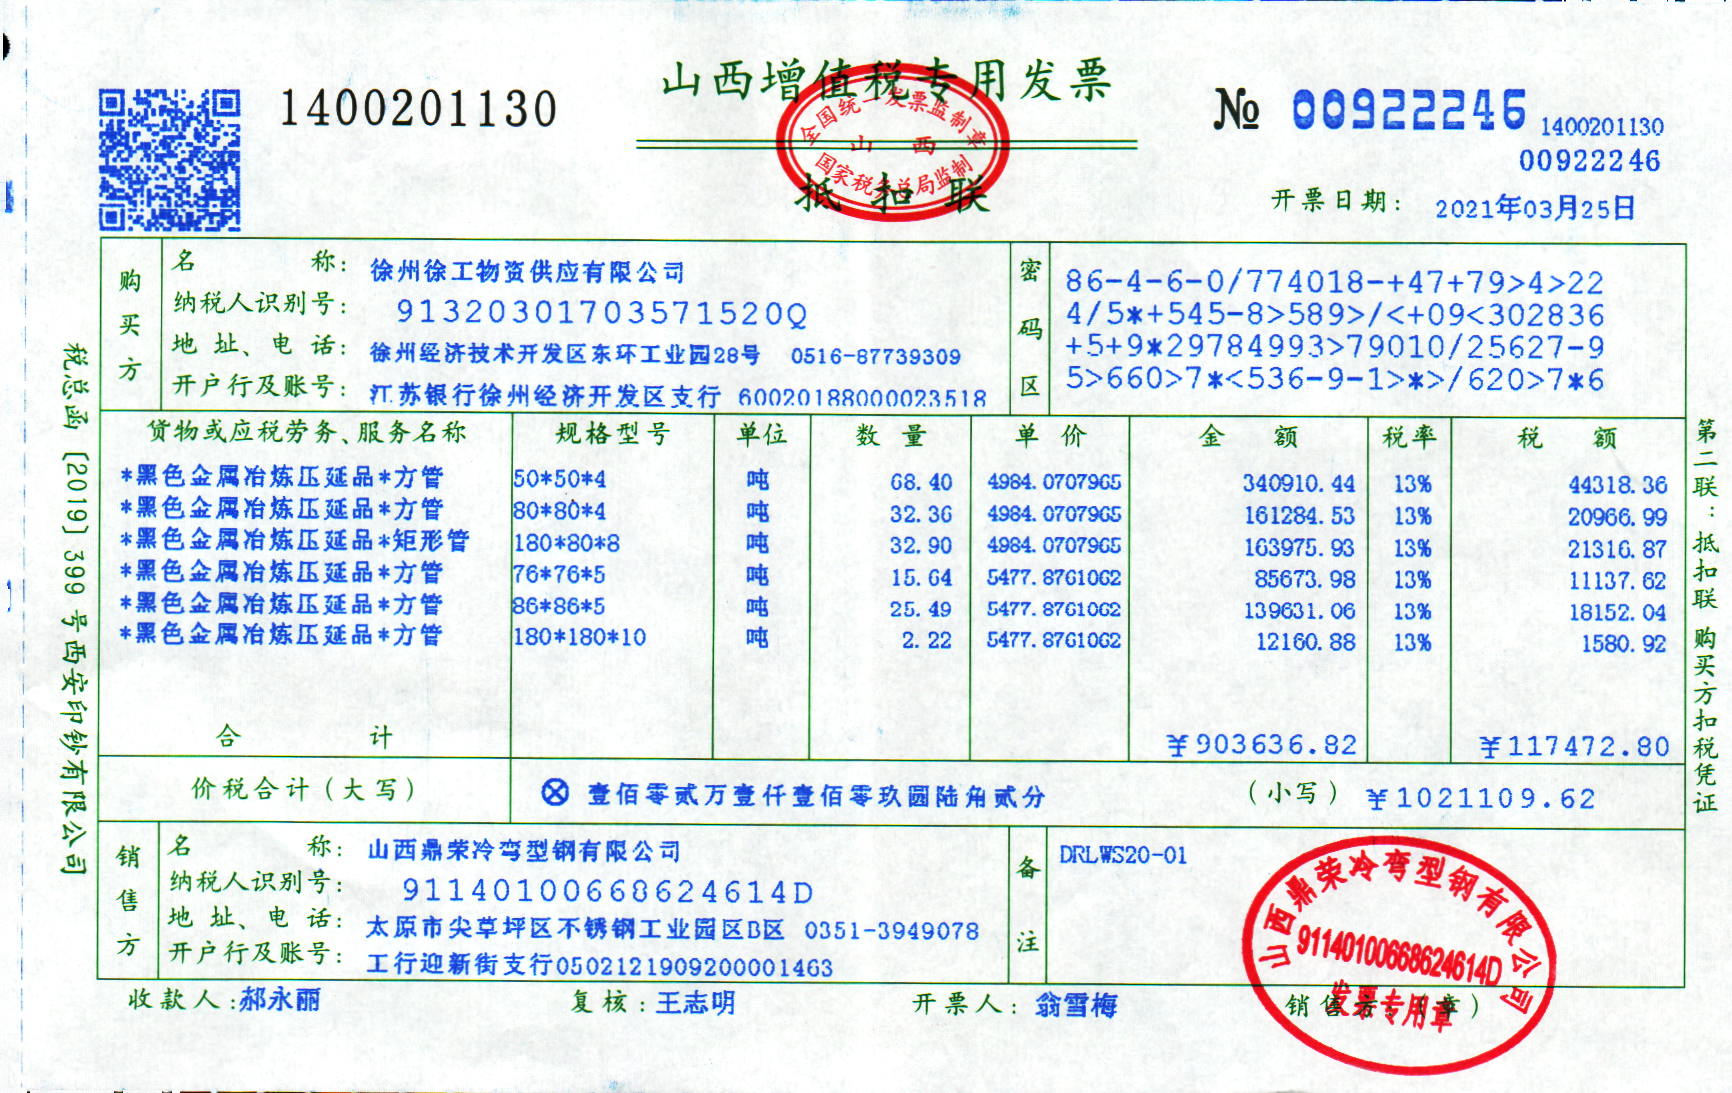 山西增值税专用发票
1400201130
№ 00922246
1400201130
00922246
全国统一发票监制章
山西
国家税务总局监制
抵扣联
开票日期: 2021年03月25日
购买方
名称: 徐州徐工物资供应有限公司
纳税人识别号: 91320301703571520Q
地址、电话: 徐州经济技术开发区东环工业园28号 0516-87739309
开户行及账号: 江苏银行徐州经济开发区支行 60020188000023518
密码区
86-4-6-0/774018-+47+79>4>22
4/5*+545-8>589>/<+09<302836
+5+9*29784993>79010/25627-9
5>660>7*<536-9-1>*>/620>7*6
货物或应税劳务、服务名称 规格型号 单位 数量 单价 金额 税率 税额
*黑色金属冶炼压延品*方管 50*50*4 吨 68.40 4984.0707965 340910.44 13% 44318.36
*黑色金属冶炼压延品*方管 80*80*4 吨 32.36 4984.0707965 161284.53 13% 20966.99
*黑色金属冶炼压延品*矩形管 180*80*8 吨 32.90 4984.0707965 163975.93 13% 21316.87
*黑色金属冶炼压延品*方管 76*76*5 吨 15.64 5477.8761062 85673.98 13% 11137.62
*黑色金属冶炼压延品*方管 86*86*5 吨 25.49 5477.8761062 139631.06 13% 18152.04
*黑色金属冶炼压延品*方管 180*180*10 吨 2.22 5477.8761062 12160.88 13% 1580.92
合计 ¥903636.82 ¥117472.80
价税合计(大写) ⊗壹佰零贰万壹仟壹佰零玖圆陆角贰分 (小写) ¥1021109.62
销售方
名称: 山西鼎荣冷弯型钢有限公司
纳税人识别号: 91140100668624614D
地址、电话: 太原市尖草坪区不锈钢工业园区B区 0351-3949078
开户行及账号: 工行迎新街支行0502121909200001463
备注
DRLWS20-01
山西鼎荣冷弯型钢有限公司
91140100668624614D
发票专用章
收款人:郝永丽 复核:王志明 开票人:翁雪梅 销售方:(章)
税总函〔2019〕399号西安印钞有限公司
第二联:抵扣联 购买方扣税凭证